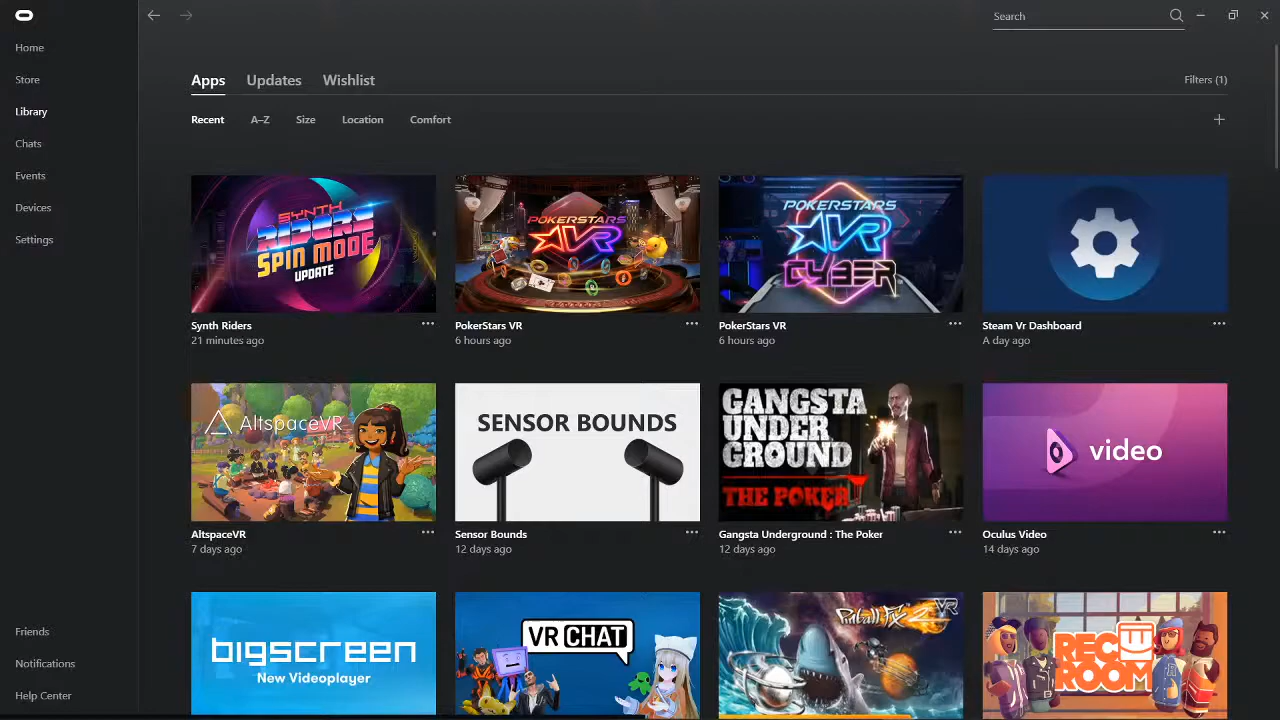 Search
Home
Store
Library
Chats
Events
Devices
Settings
Friends
Notifications
Help Center
Apps Updates Wishlist
Filters (1)
Recent A–Z Size Location Comfort
SYNTH
RIDERS
SPIN MODE
UPDATE
POKERSTARS
VR
POKERSTARS
VR
CYBER
Synth Riders
21 minutes ago
PokerStars VR
6 hours ago
PokerStars VR
6 hours ago
Steam Vr Dashboard
A day ago
AltspaceVR
SENSOR BOUNDS
GANGSTA
UNDER
GROUND
THE POKER
video
AltspaceVR
7 days ago
Sensor Bounds
12 days ago
Gangsta Underground : The Poker
12 days ago
Oculus Video
14 days ago
bigscreen
New Videoplayer
VR CHAT
Pinball FX2 VR
REC
ROOM